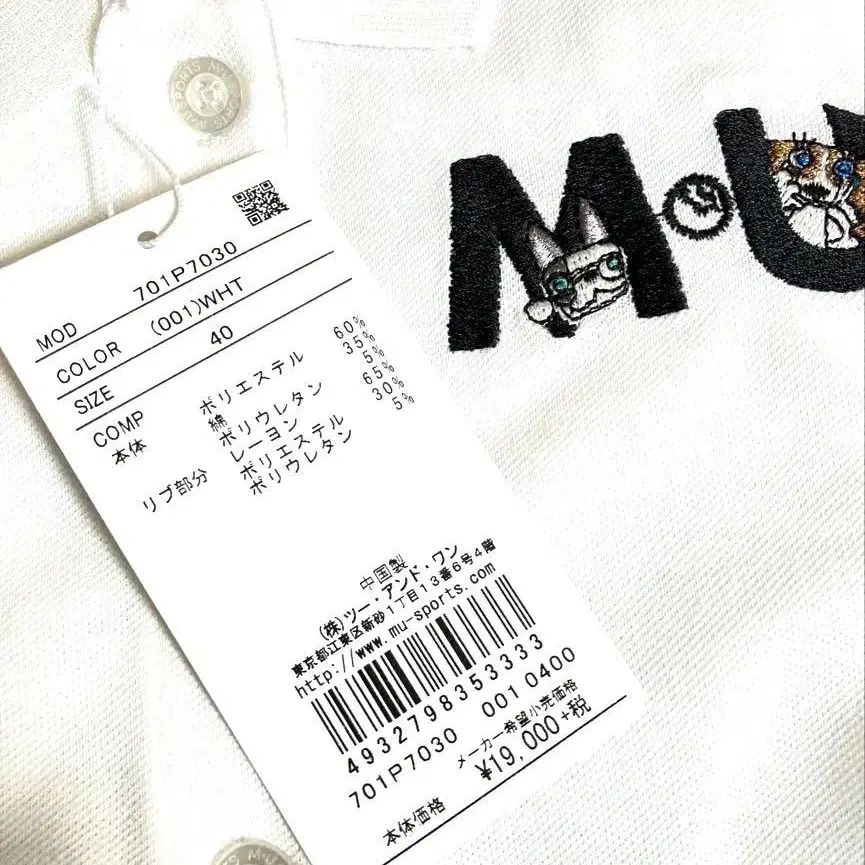 MOD 701P7030
COLOR (001)WHT
SIZE 40
COMP
本体 ポリエステル 60%
綿 35%
ポリウレタン 5%
リブ部分 レーヨン 65%
ポリエステル 30%
ポリウレタン 5%
中国製
(株)ツー・アンド・ワン
東京都江東区新砂1丁目13番6号4階
http://www.mu-sports.com
4932798353333
701P7030 001 0400
メーカー希望小売価格
本体価格 ¥19,000+税
M・U
SPORTS M・U SPORTS
SPORTS M・U